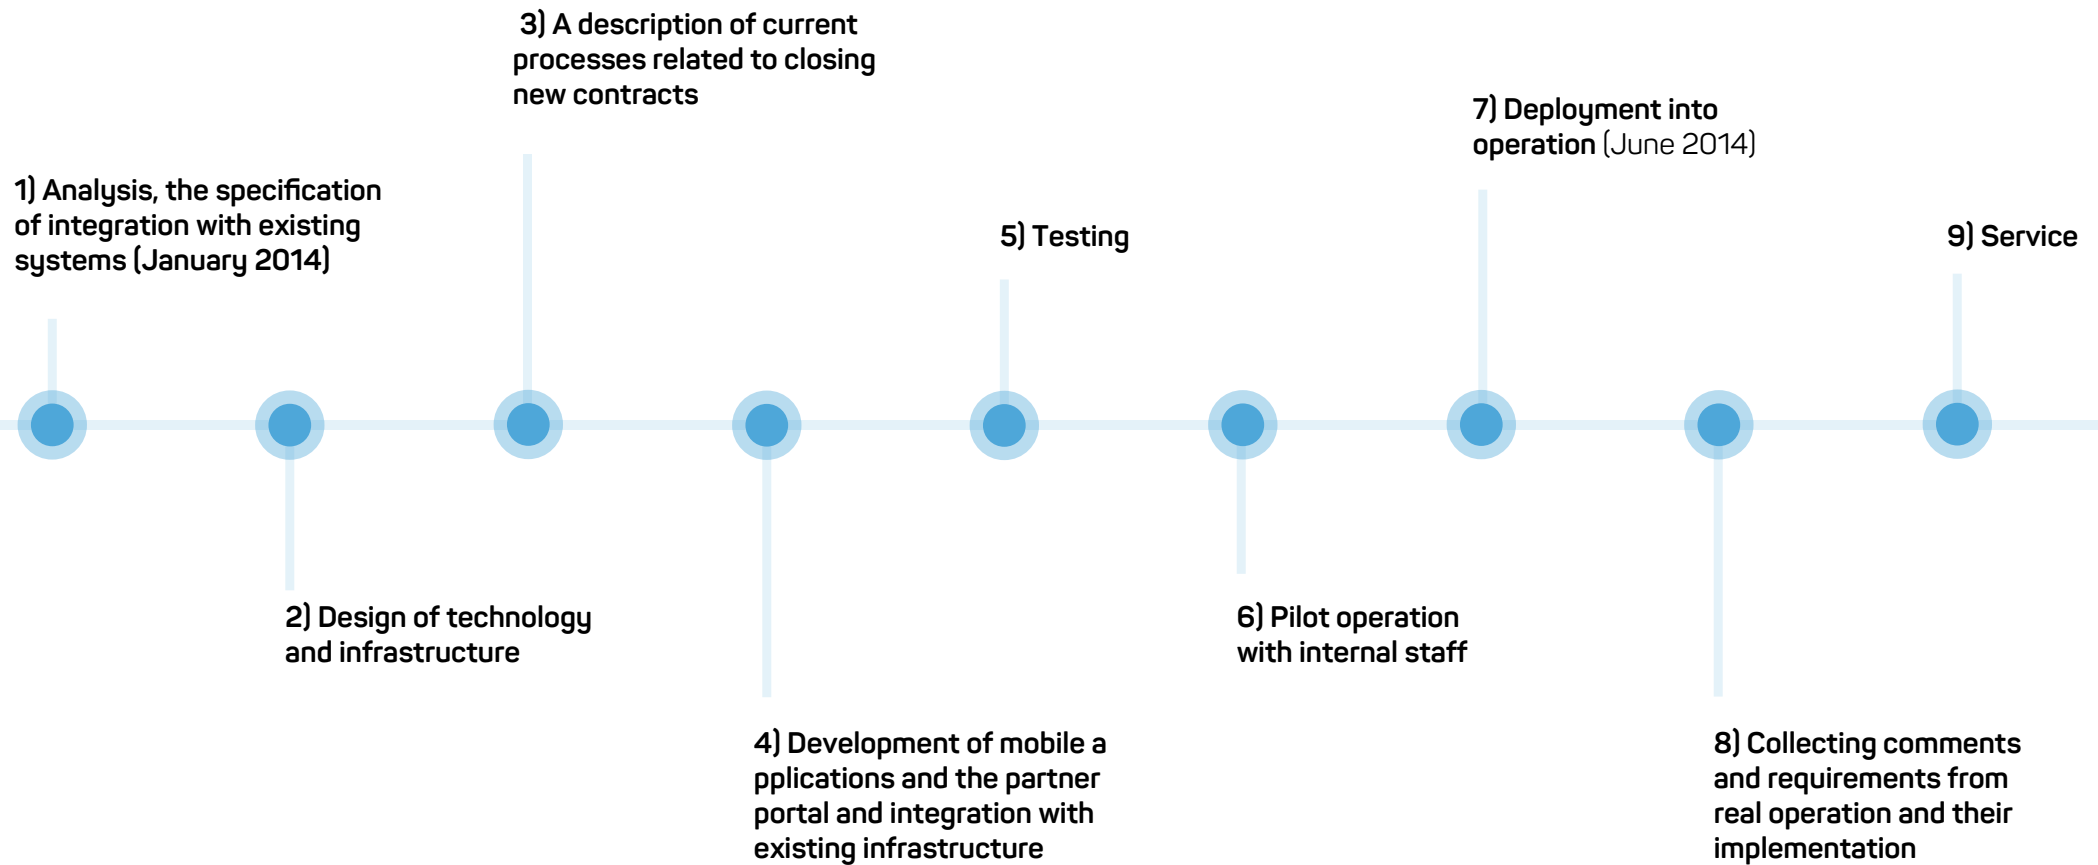 1) Analysis, the specification
of integration with existing
systems (January 2014)
2) Design of technology
and infrastructure
3) A description of current
processes related to closing
new contracts
4) Development of mobile a
pplications and the partner
portal and integration with
existing infrastructure
5) Testing
6) Pilot operation
with internal staff
7) Deployment into
operation (June 2014)
8) Collecting comments
and requirements from
real operation and their
implementation
9) Service